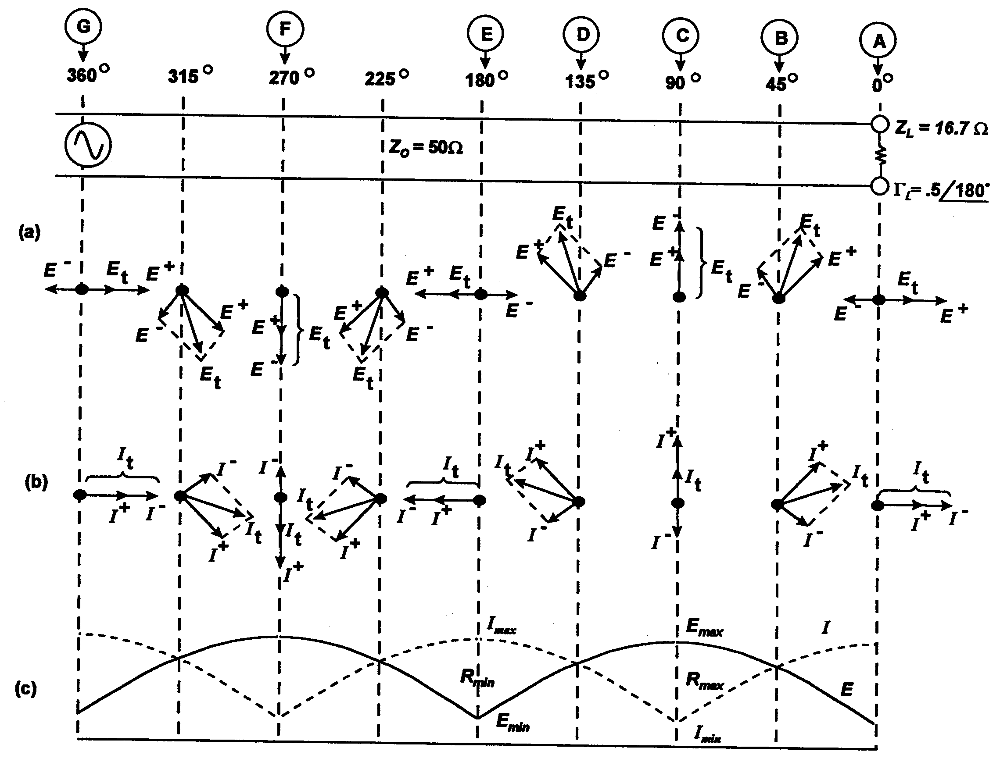 G F E D C B A
360° 315° 270° 225° 180° 135° 90° 45° 0°
Z_L = 16.7 Ω
Z_O = 50Ω
Γ_L = .5/180°
(a)
E^- E_t E^+
E^+ E^- E_t
E^+ E^- E_t
E^+ E^- E_t
E^+ E_t E^-
E_t E^+ E^-
E^- E^+ E_t
E_t E^+ E^-
E_t E^- E^+
(b)
I_t I^+ I^-
I^- I_t I^+
I^- I_t I^+
I^- I_t I^+
I_t I^- I^+
I^+ I_t I^-
I^+ I_t I^-
I^+ I_t I^-
I_t I^+ I^-
(c)
I_max E_max I
R_min R_max E
E_min I_min